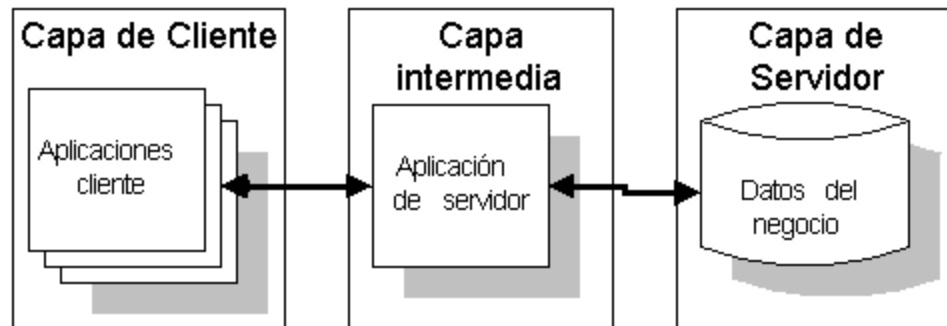 Capa de Cliente
Aplicaciones
cliente
Capa
intermedia
Aplicación
de servidor
Capa de
Servidor
Datos del
negocio